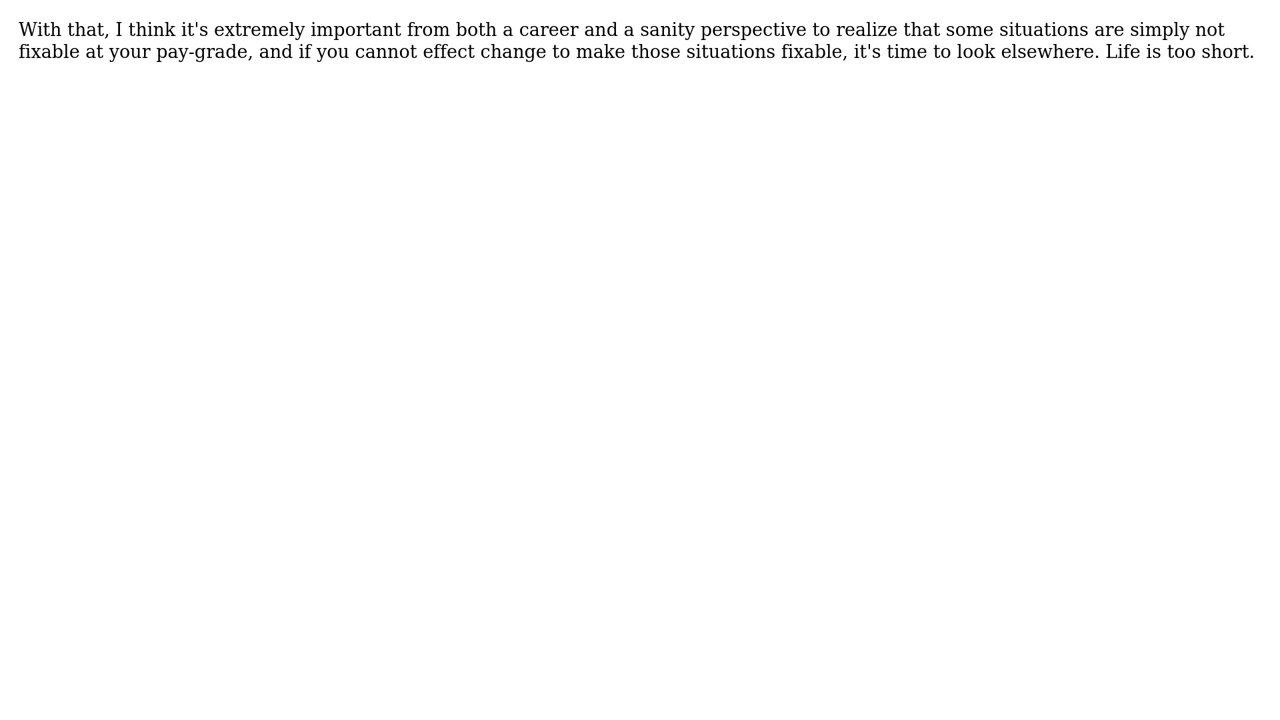 With that, I think it's extremely important from both a career and a sanity perspective to realize that some situations are simply not
fixable at your pay-grade, and if you cannot effect change to make those situations fixable, it's time to look elsewhere. Life is too short.